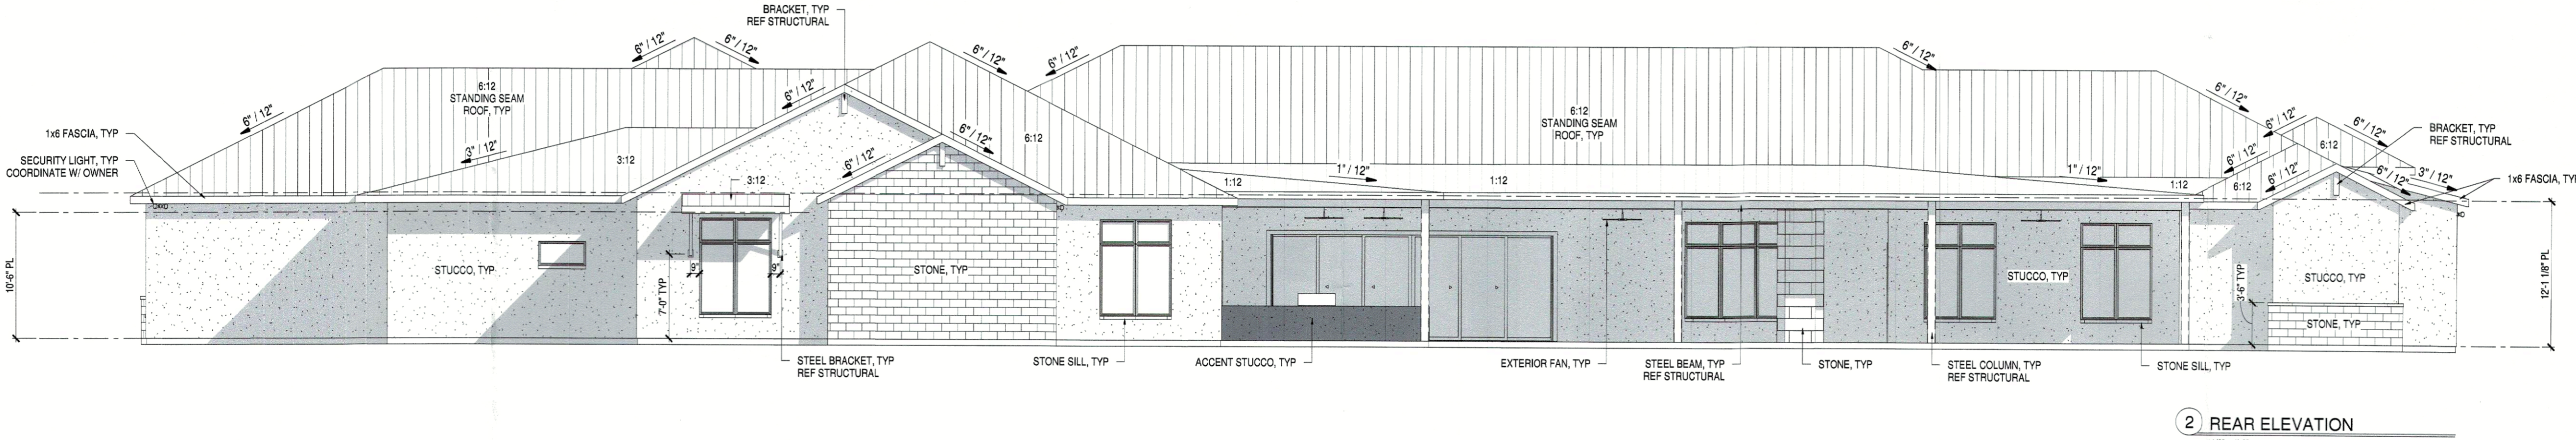 BRACKET, TYP
REF STRUCTURAL
6" / 12"
6" / 12"
6" / 12"
6" / 12"
6" / 12"
6:12
STANDING SEAM
ROOF, TYP
6" / 12"
6" / 12"
1x6 FASCIA, TYP
SECURITY LIGHT, TYP
COORDINATE W/ OWNER
3" / 12"
3:12
6" / 12"
6" / 12"
6:12
3:12
6:12
STANDING SEAM
ROOF, TYP
1:12
1" / 12"
1:12
1" / 12"
1:12
6" / 12"
6" / 12"
6" / 12"
6:12
6" / 12"
6" / 12"
6:12
6" / 12"
3" / 12"
BRACKET, TYP
REF STRUCTURAL
1x6 FASCIA, TYP
10'-6" PL
STUCCO, TYP
9"
9"
7'-0" TYP
STONE, TYP
STUCCO, TYP
3'-6" TYP
STUCCO, TYP
STONE, TYP
12'-1 1/8" PL
STEEL BRACKET, TYP
REF STRUCTURAL
STONE SILL, TYP
ACCENT STUCCO, TYP
EXTERIOR FAN, TYP
STEEL BEAM, TYP
REF STRUCTURAL
STONE, TYP
STEEL COLUMN, TYP
REF STRUCTURAL
STONE SILL, TYP
2 REAR ELEVATION